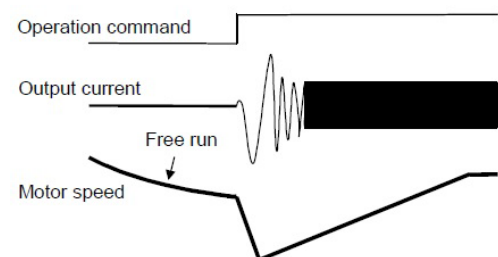 Operation command
Output current
Free run
Motor speed